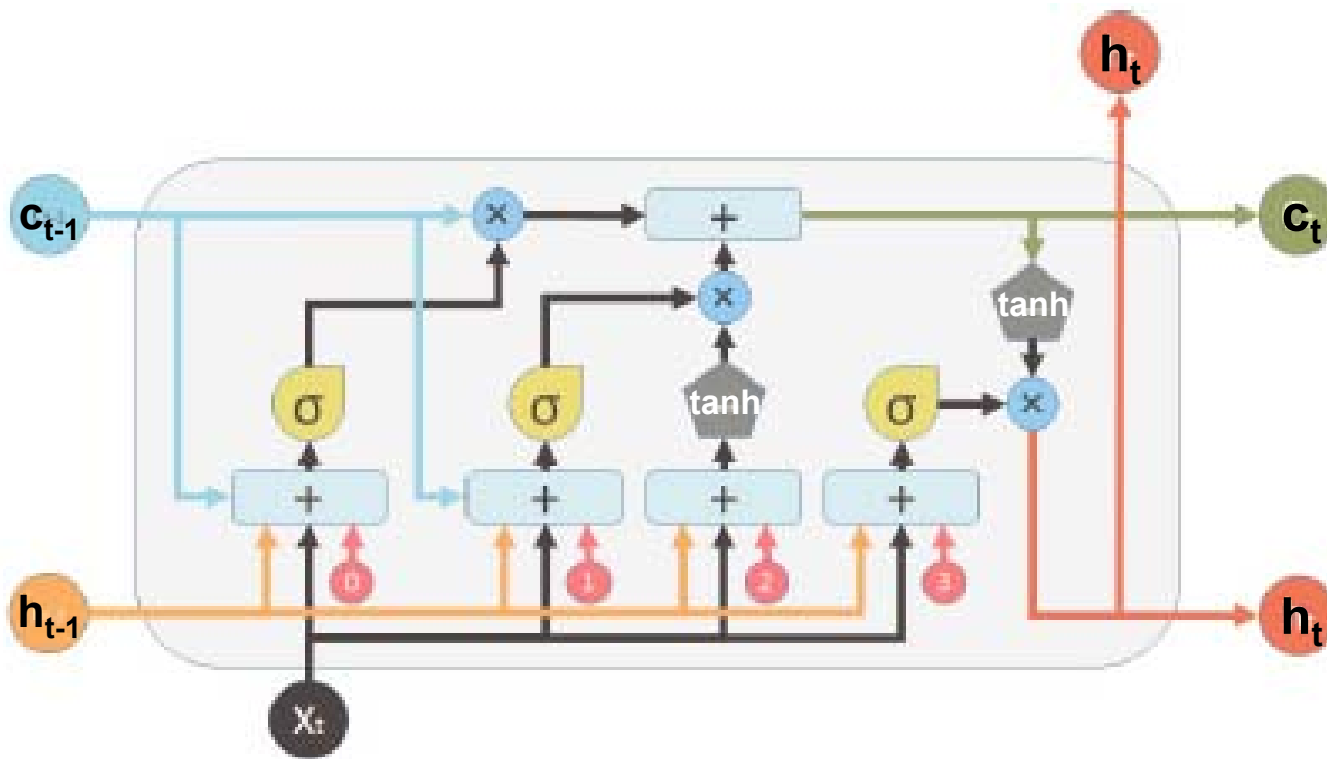 hₜ
cₜ₋₁
×
+
cₜ
×
tanh
σ
σ
tanh
σ
×
+
+
+
+
0
1
2
3
hₜ₋₁
hₜ
Xₜ